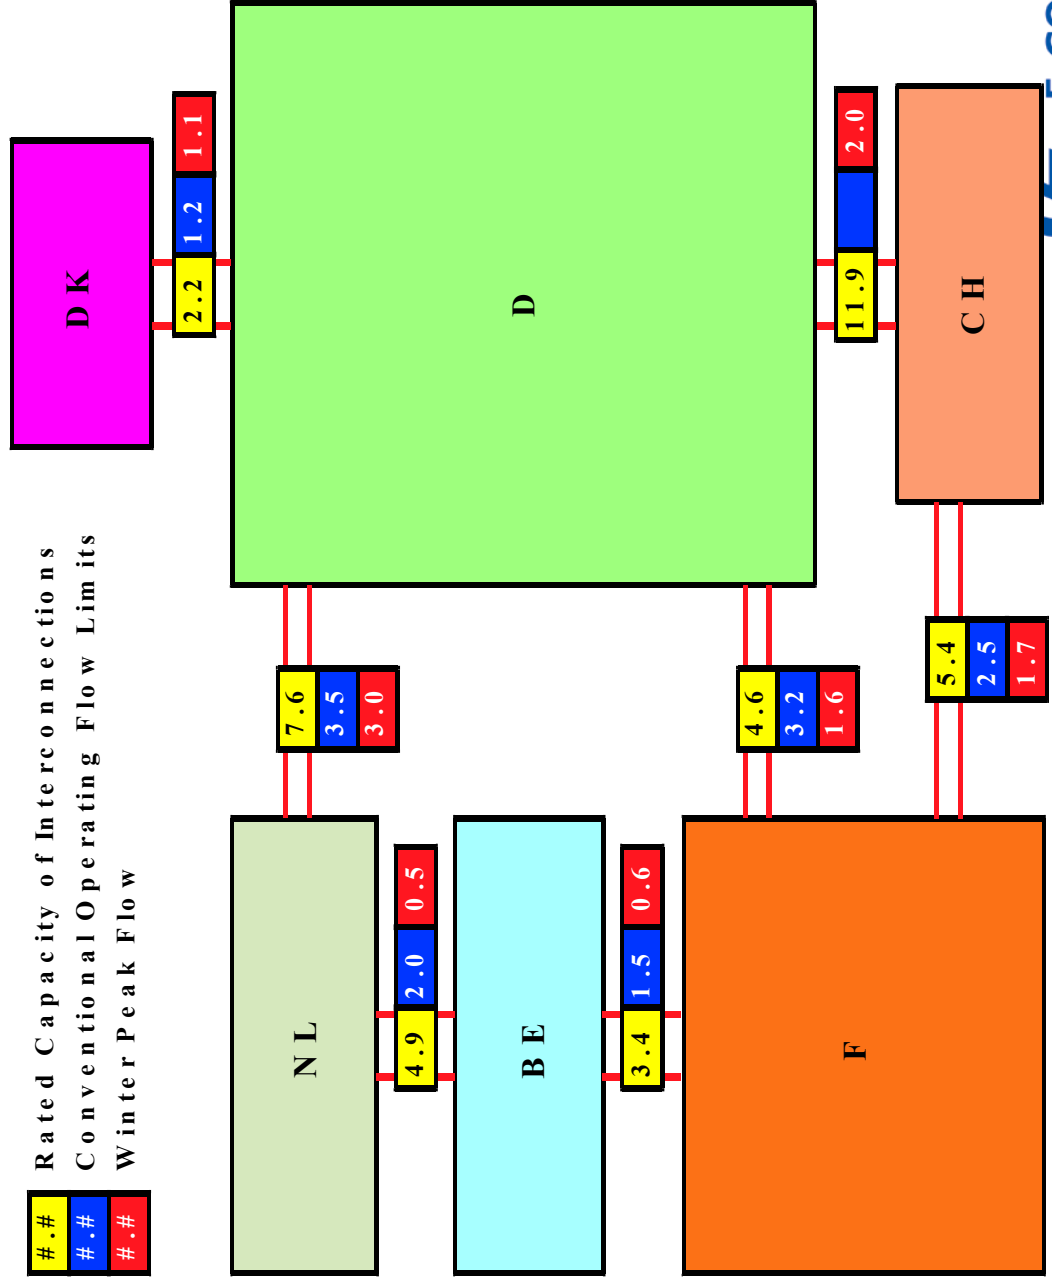 #.# Rated Capacity of Interconnections
#.# Conventional Operating Flow Limits
#.# Winter Peak Flow
DK
2.2 1.2 1.1
NL
7.6
3.5
3.0
D
4.9 2.0 0.5
BE
4.6
3.2
1.6
3.4 1.5 0.6
11.9 2.0
F
5.4
2.5
1.7
CH